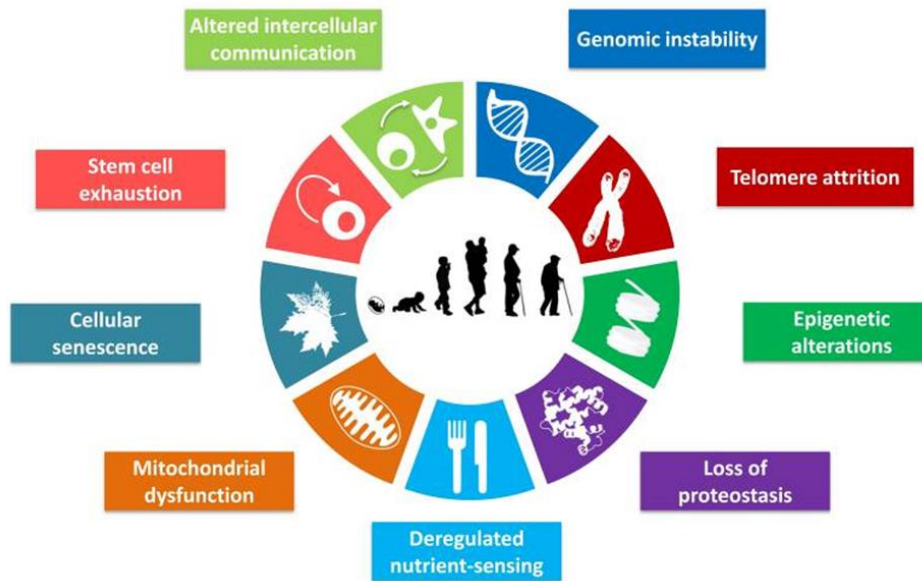 Altered intercellular
communication
Genomic instability
Stem cell
exhaustion
Telomere attrition
Cellular
senescence
Epigenetic
alterations
Mitochondrial
dysfunction
Loss of
proteostasis
Deregulated
nutrient-sensing